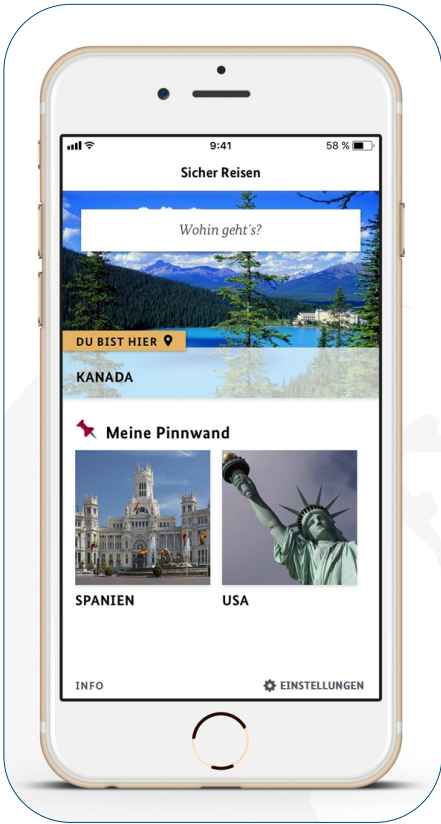 9:41
58 %
Sicher Reisen
Wohin geht´s?
DU BIST HIER
KANADA
Meine Pinnwand
SPANIEN
USA
INFO
EINSTELLUNGEN